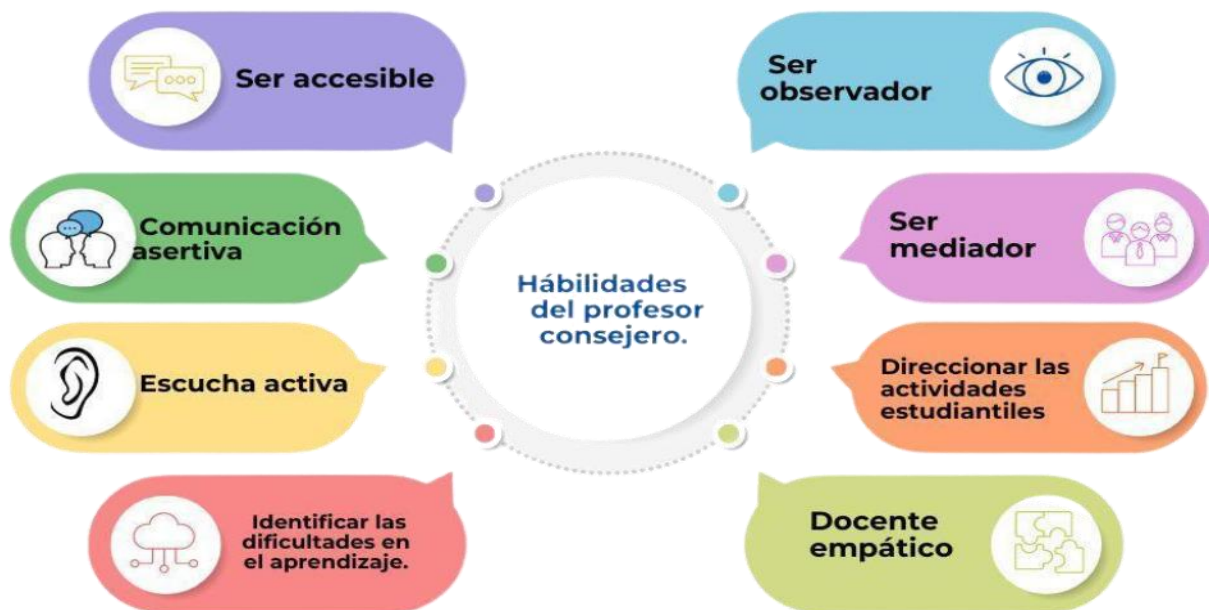 Ser accesible
Comunicación
asertiva
Escucha activa
Identificar las
dificultades en
el aprendizaje.
Hábilidades
del profesor
consejero.
Ser
observador
Ser
mediador
Direccionar las
actividades
estudiantiles
Docente
empático